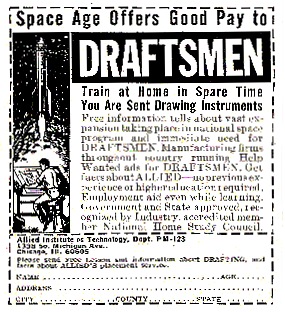 Space Age Offers Good Pay to
DRAFTSMEN
Train at Home in Spare Time
You Are Sent Drawing Instruments
Free information tells about vast ex-
pansion taking place in national space
program and immediate need for
DRAFTSMEN. Manufacturing firms
throughout country running Help
Wanted ads for DRAFTSMEN. Get
facts about ALLIED—no previous ex-
perience or higher education required.
Employment aid even while learning.
Government and State approved, rec-
ognized by Industry, accredited mem-
ber National Home Study Council.
Allied Institute of Technology, Dept. PM-123
1338 So. Michigan Ave.,
Chicago, Ill. 60605
Please send Free Lesson and information about DRAFTING, and
facts about ALLIED'S placement service.
NAME AGE
ADDRESS
CITY COUNTY STATE